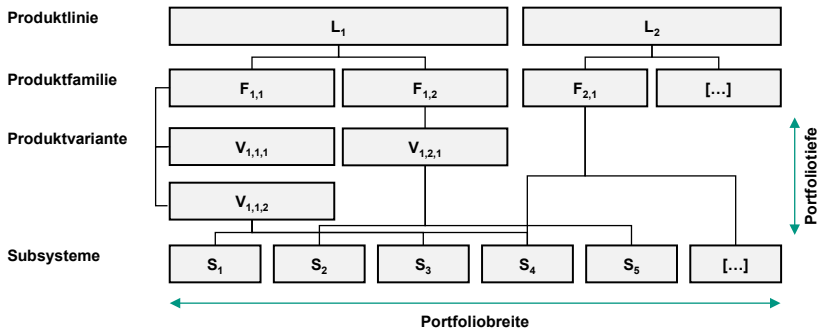 Produktlinie
L₁
L₂
Produktfamilie
F₁,₁
F₁,₂
F₂,₁
[…]
Produktvariante
V₁,₁,₁
V₁,₂,₁
V₁,₁,₂
Portfoliotiefe
Subsysteme
S₁
S₂
S₃
S₄
S₅
[…]
Portfoliobreite